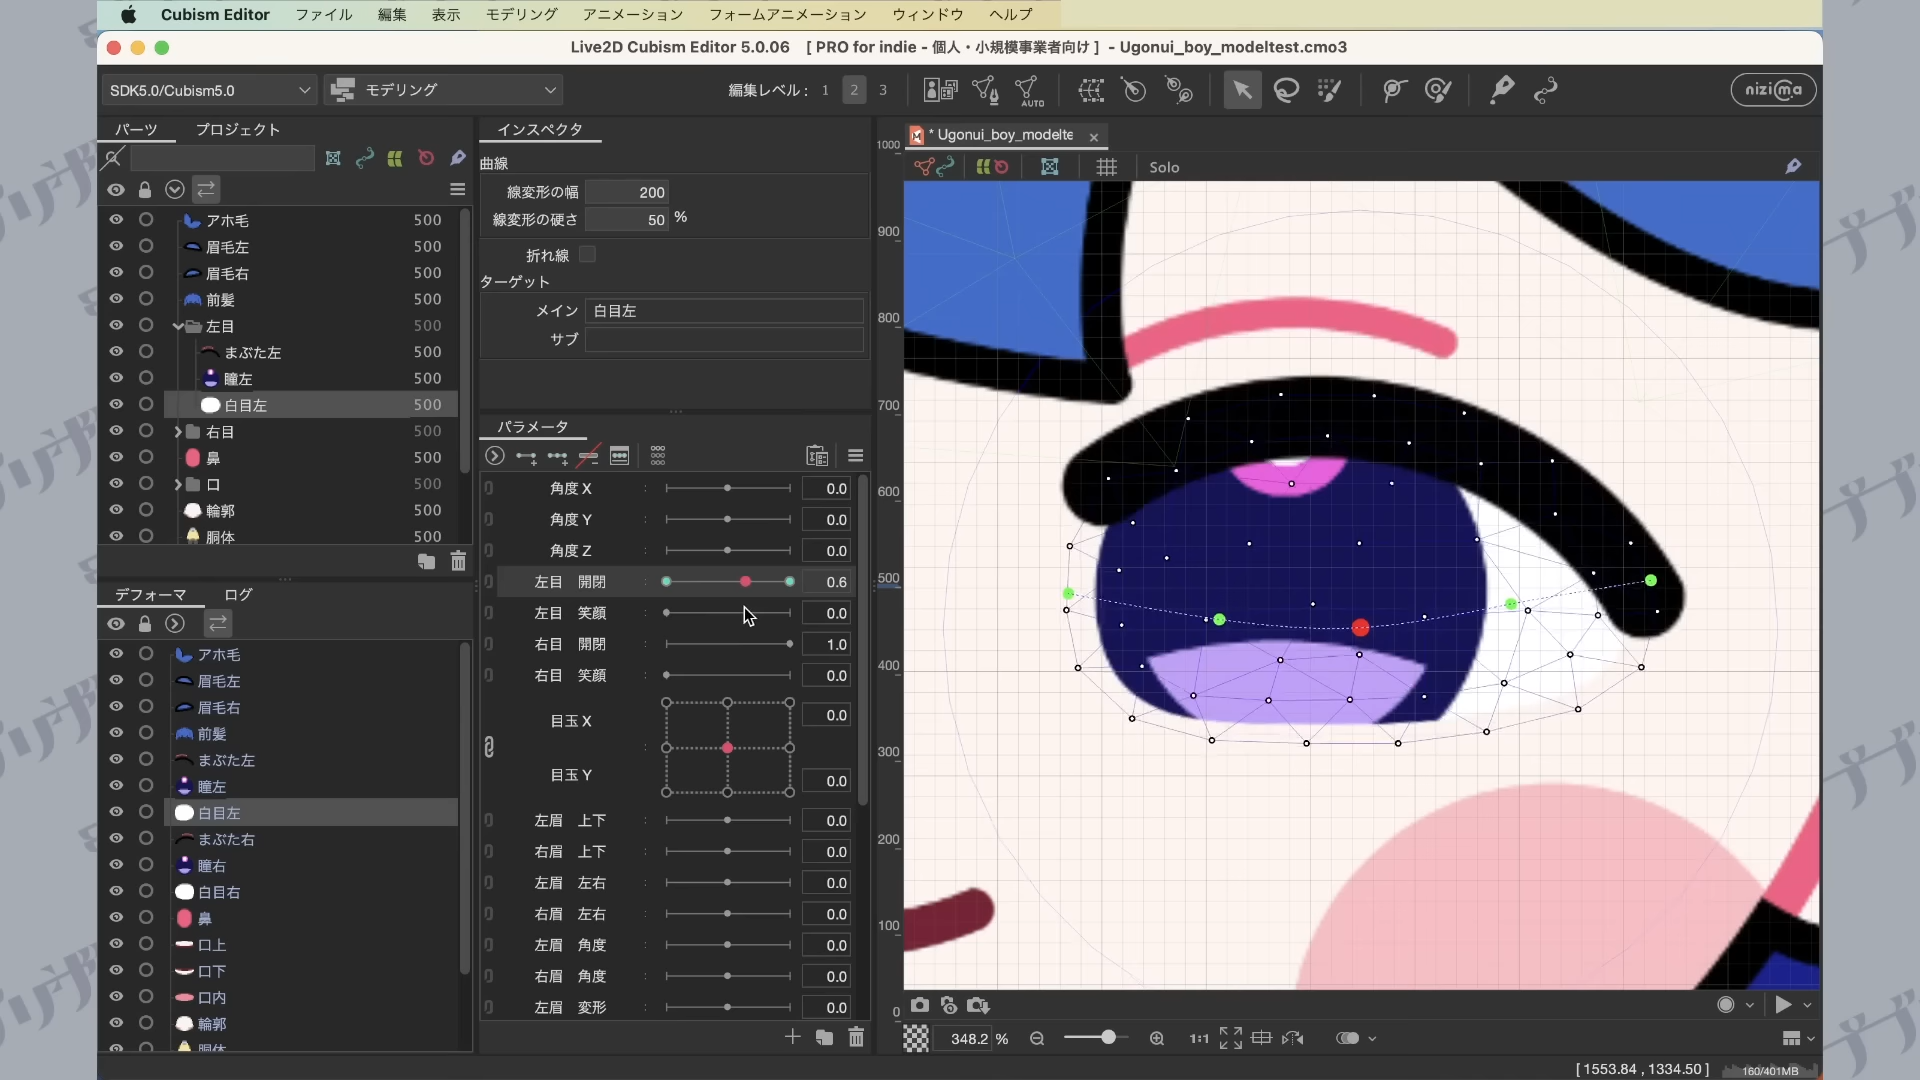 Cubism Editor ファイル 編集 表示 モデリング アニメーション フォームアニメーション ウィンドウ ヘルプ
Live2D Cubism Editor 5.0.06 [ PRO for indie - 個人・小規模事業者向け ] - Ugonui_boy_modeltest.cmo3
SDK5.0/Cubism5.0
モデリング
編集レベル : 1 2 3
AUTO
nizima
パーツ プロジェクト
アホ毛 500
眉毛左 500
眉毛右 500
前髪 500
左目 500
まぶた左 500
瞳左 500
白目左 500
右目 500
鼻 500
口 500
輪郭 500
胴体 500
デフォーマ ログ
アホ毛
眉毛左
眉毛右
前髪
まぶた左
瞳左
白目左
まぶた右
瞳右
白目右
鼻
口上
口下
口内
輪郭
胴体
インスペクタ
曲線
線変形の幅 200
線変形の硬さ 50 %
折れ線
ターゲット
メイン 白目左
サブ
パラメータ
角度 X : 0.0
角度 Y : 0.0
角度 Z : 0.0
左目 開閉 : 0.6
左目 笑顔 : 0.0
右目 開閉 : 1.0
右目 笑顔 : 0.0
目玉 X 0.0
:
目玉 Y 0.0
左眉 上下 : 0.0
右眉 上下 : 0.0
左眉 左右 : 0.0
右眉 左右 : 0.0
左眉 角度 : 0.0
右眉 角度 : 0.0
左眉 変形 : 0.0
* Ugonui_boy_modelte
Solo
1000
900
800
700
600
500
400
300
200
100
0
348.2 %
1:1
[ 1553.84 , 1334.50 ]
160/401MB